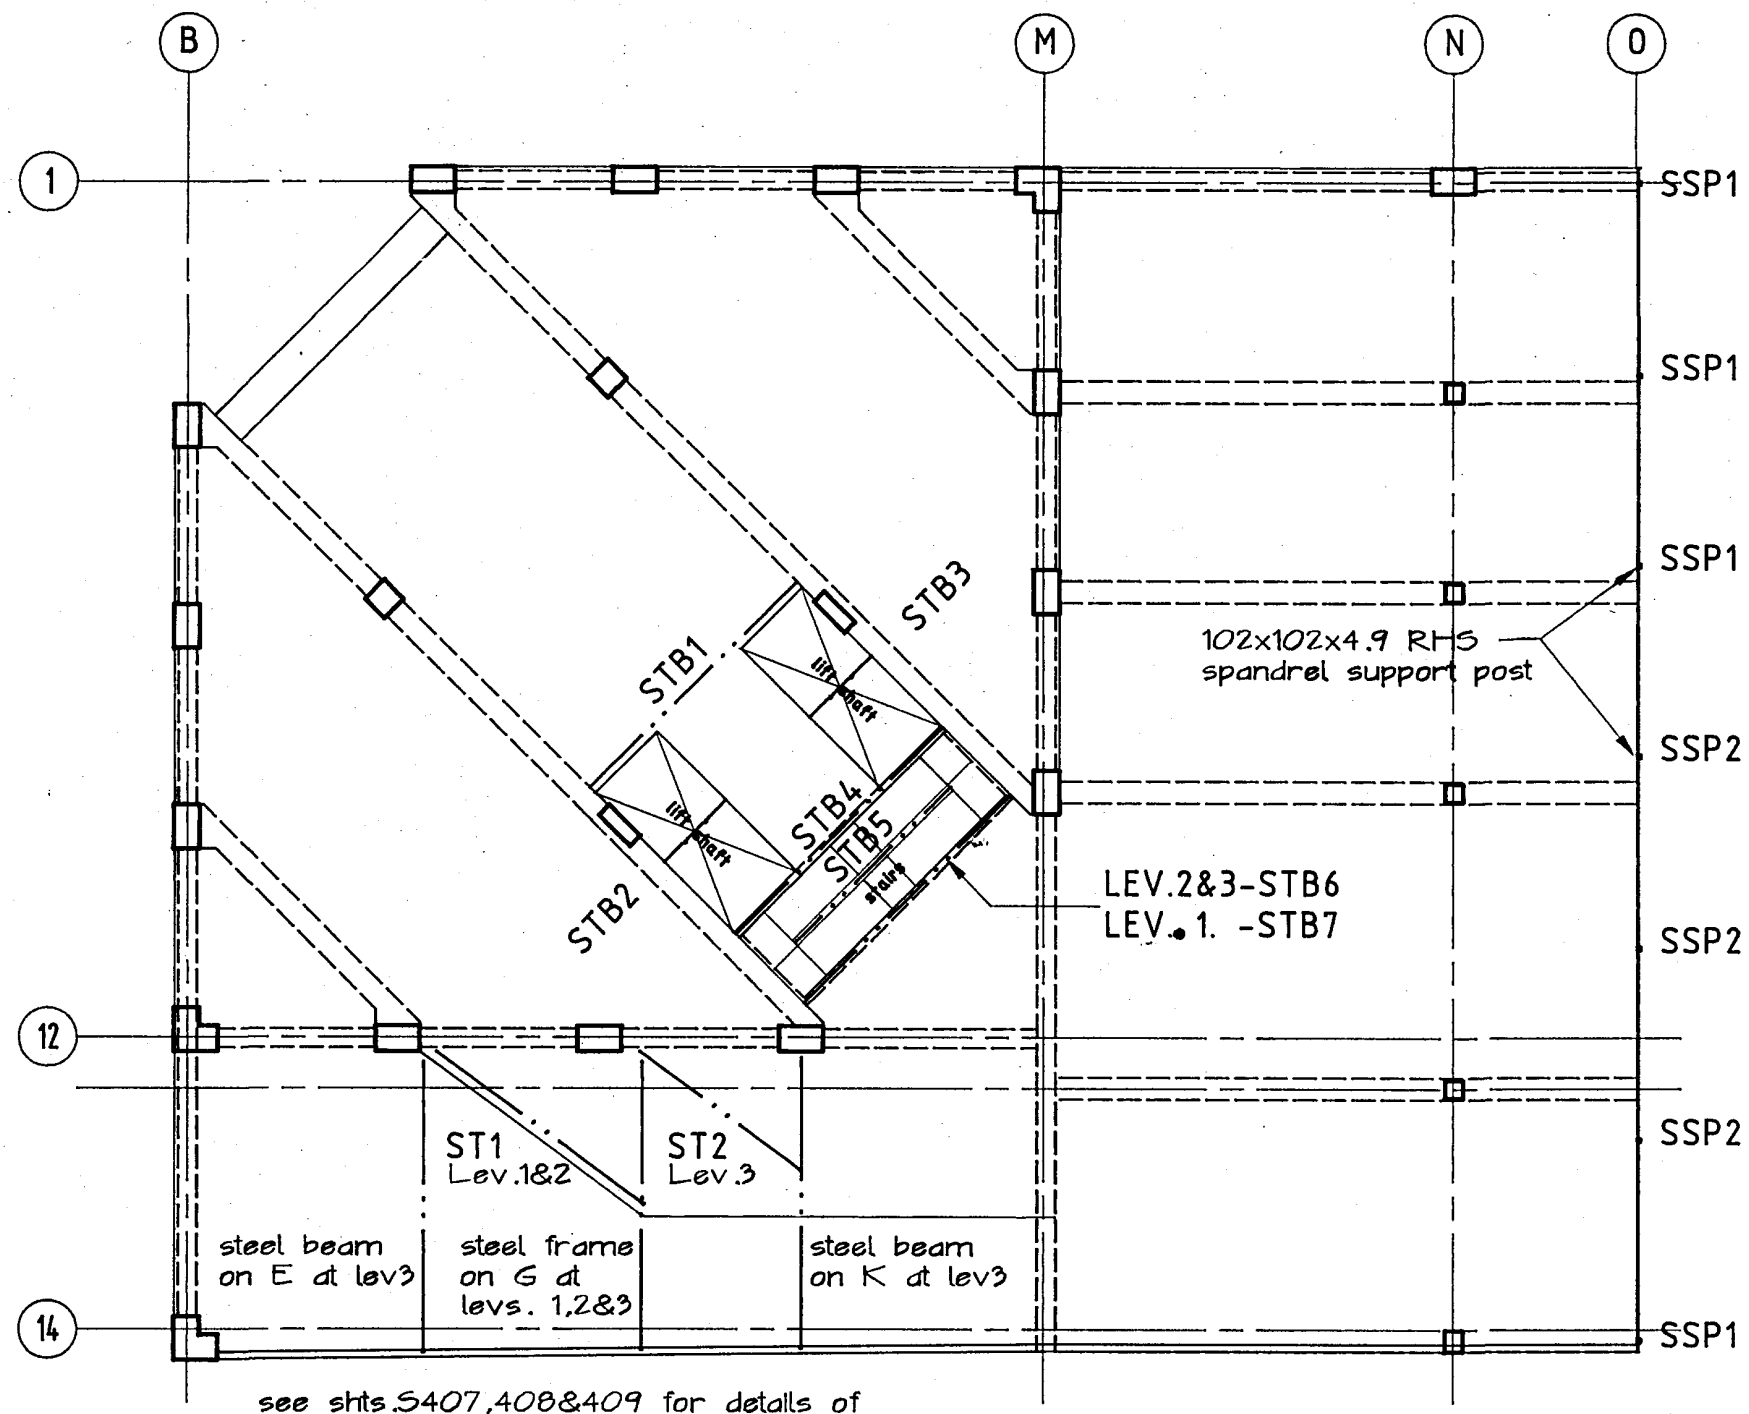 B
M
N
O
1
SSP1
SSP1
SSP1
STB3
STB1
102x102x4.9 RHS
spandrel support post
lift shaft
SSP2
STB4
lift shaft
STB5
stairs
STB2
LEV.2&3-STB6
LEV. 1. -STB7
SSP2
12
SSP2
ST1
Lev.1&2
ST2
Lev.3
steel beam
on E at lev3
steel frame
on G at
levs. 1,2&3
steel beam
on K at lev3
14
SSP1
see shts.S407,408&409 for details of